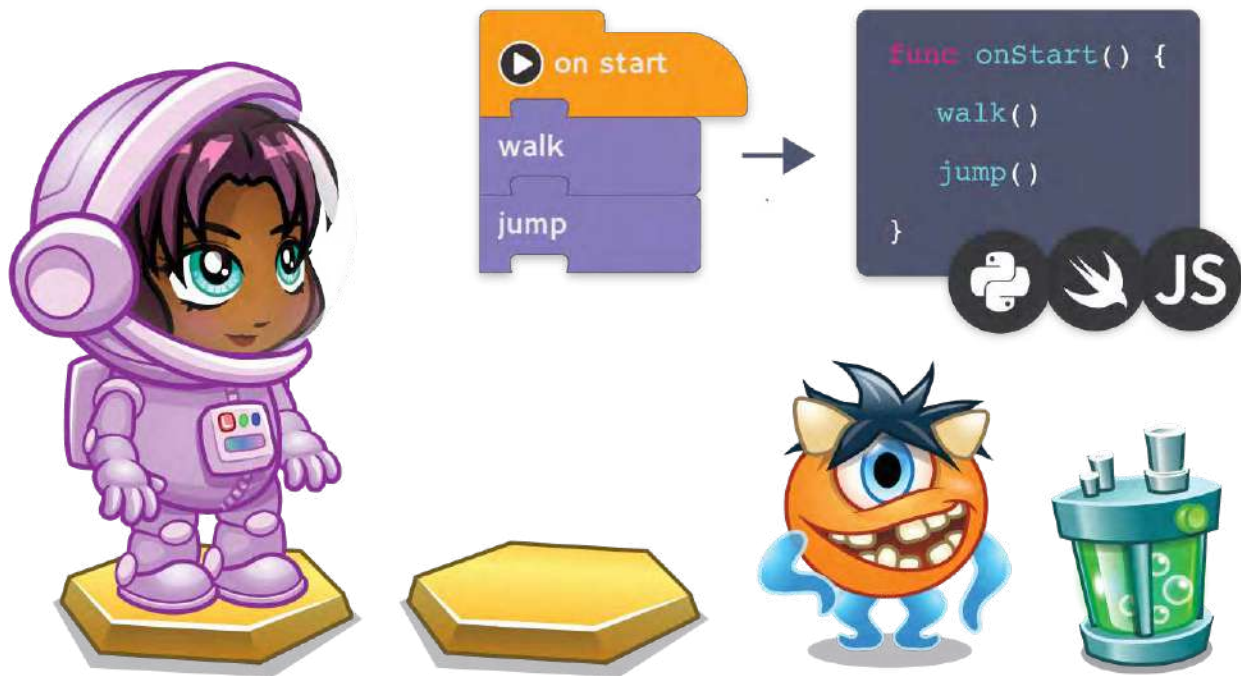 on start
walk
jump
func onStart() {
walk()
jump()
}
JS